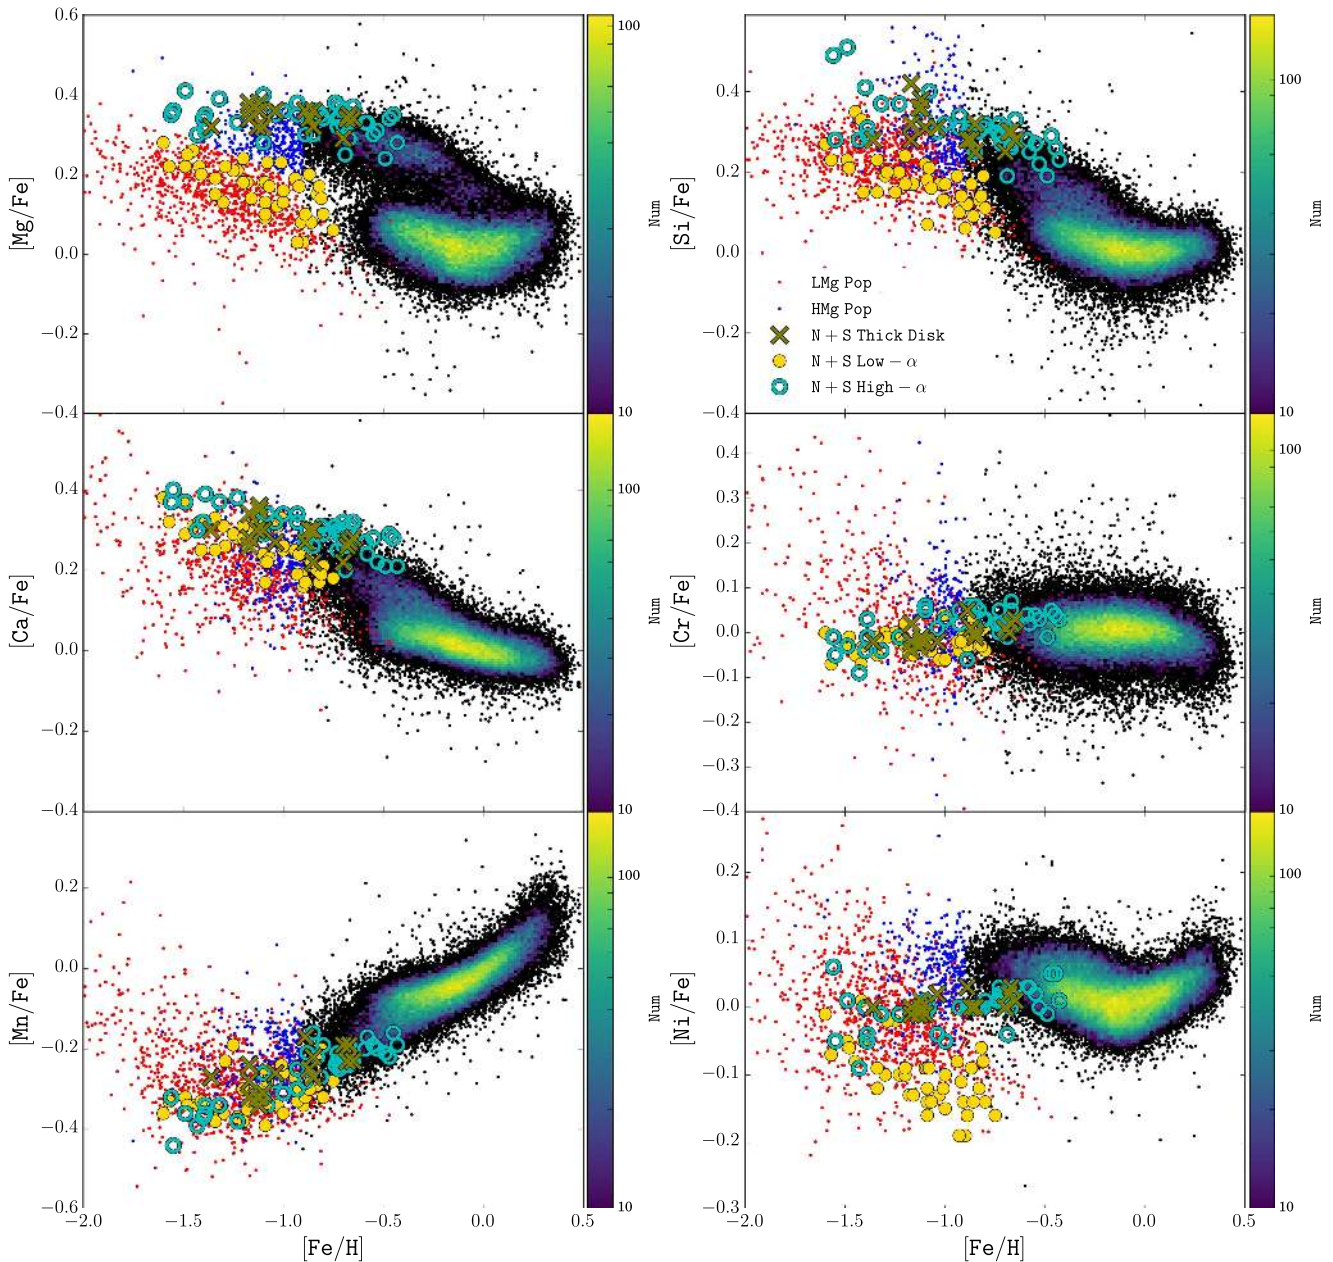 0.6
0.4
0.2
0.0
−0.2
−0.4
[Mg/Fe]
100
10
Num
0.4
0.2
0.0
−0.2
−0.4
[Si/Fe]
LMg Pop
HMg Pop
N + S Thick Disk
N + S Low − α
N + S High − α
100
10
Num
0.4
0.2
0.0
−0.2
−0.4
[Ca/Fe]
100
10
Num
0.4
0.3
0.2
0.1
0.0
−0.1
−0.2
−0.3
−0.4
[Cr/Fe]
100
10
Num
0.2
0.0
−0.2
−0.4
−0.6
[Mn/Fe]
100
10
Num
0.2
0.1
0.0
−0.1
−0.2
−0.3
[Ni/Fe]
100
10
Num
−2.0 −1.5 −1.0 −0.5 0.0 0.5
[Fe/H]
−2.0 −1.5 −1.0 −0.5 0.0 0.5
[Fe/H]